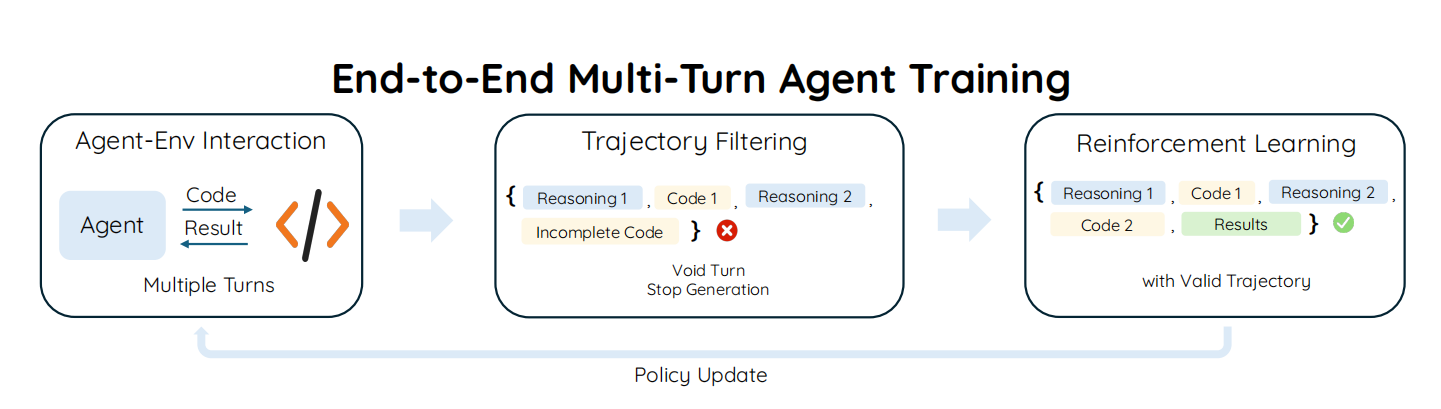 End-to-End Multi-Turn Agent Training
Agent-Env Interaction
Agent
Code
Result
Multiple Turns
Trajectory Filtering
{ Reasoning 1 , Code 1 , Reasoning 2 ,
Incomplete Code }
Void Turn
Stop Generation
Reinforcement Learning
{ Reasoning 1 , Code 1 , Reasoning 2 ,
Code 2 , Results }
with Valid Trajectory
Policy Update